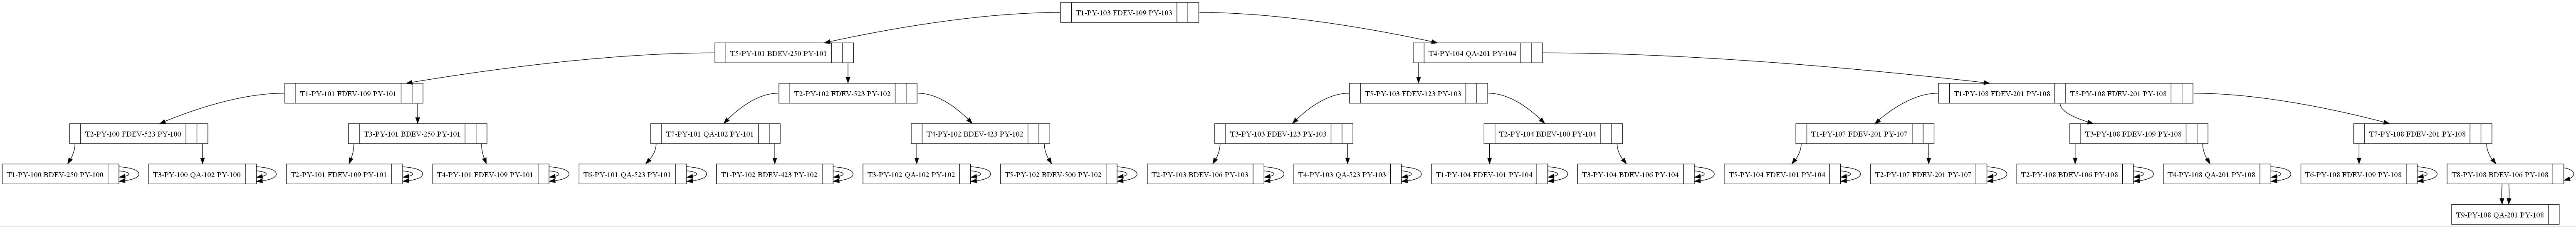 T1-PY-103 FDEV-109 PY-103
T5-PY-101 BDEV-250 PY-101
T4-PY-104 QA-201 PY-104
T1-PY-101 FDEV-109 PY-101
T2-PY-102 FDEV-523 PY-102
T5-PY-103 FDEV-123 PY-103
T1-PY-108 FDEV-201 PY-108
T5-PY-108 FDEV-201 PY-108
T2-PY-100 FDEV-523 PY-100
T3-PY-101 BDEV-250 PY-101
T7-PY-101 QA-102 PY-101
T4-PY-102 BDEV-423 PY-102
T3-PY-103 FDEV-123 PY-103
T2-PY-104 BDEV-100 PY-104
T1-PY-107 FDEV-201 PY-107
T3-PY-108 FDEV-109 PY-108
T7-PY-108 FDEV-201 PY-108
T1-PY-100 BDEV-250 PY-100
T3-PY-100 QA-102 PY-100
T2-PY-101 FDEV-109 PY-101
T4-PY-101 FDEV-109 PY-101
T6-PY-101 QA-523 PY-101
T1-PY-102 BDEV-423 PY-102
T3-PY-102 QA-102 PY-102
T5-PY-102 BDEV-500 PY-102
T2-PY-103 BDEV-106 PY-103
T4-PY-103 QA-523 PY-103
T1-PY-104 FDEV-101 PY-104
T3-PY-104 BDEV-106 PY-104
T5-PY-104 FDEV-101 PY-104
T2-PY-107 FDEV-201 PY-107
T2-PY-108 BDEV-106 PY-108
T4-PY-108 QA-201 PY-108
T6-PY-108 FDEV-109 PY-108
T8-PY-108 BDEV-106 PY-108
T9-PY-108 QA-201 PY-108